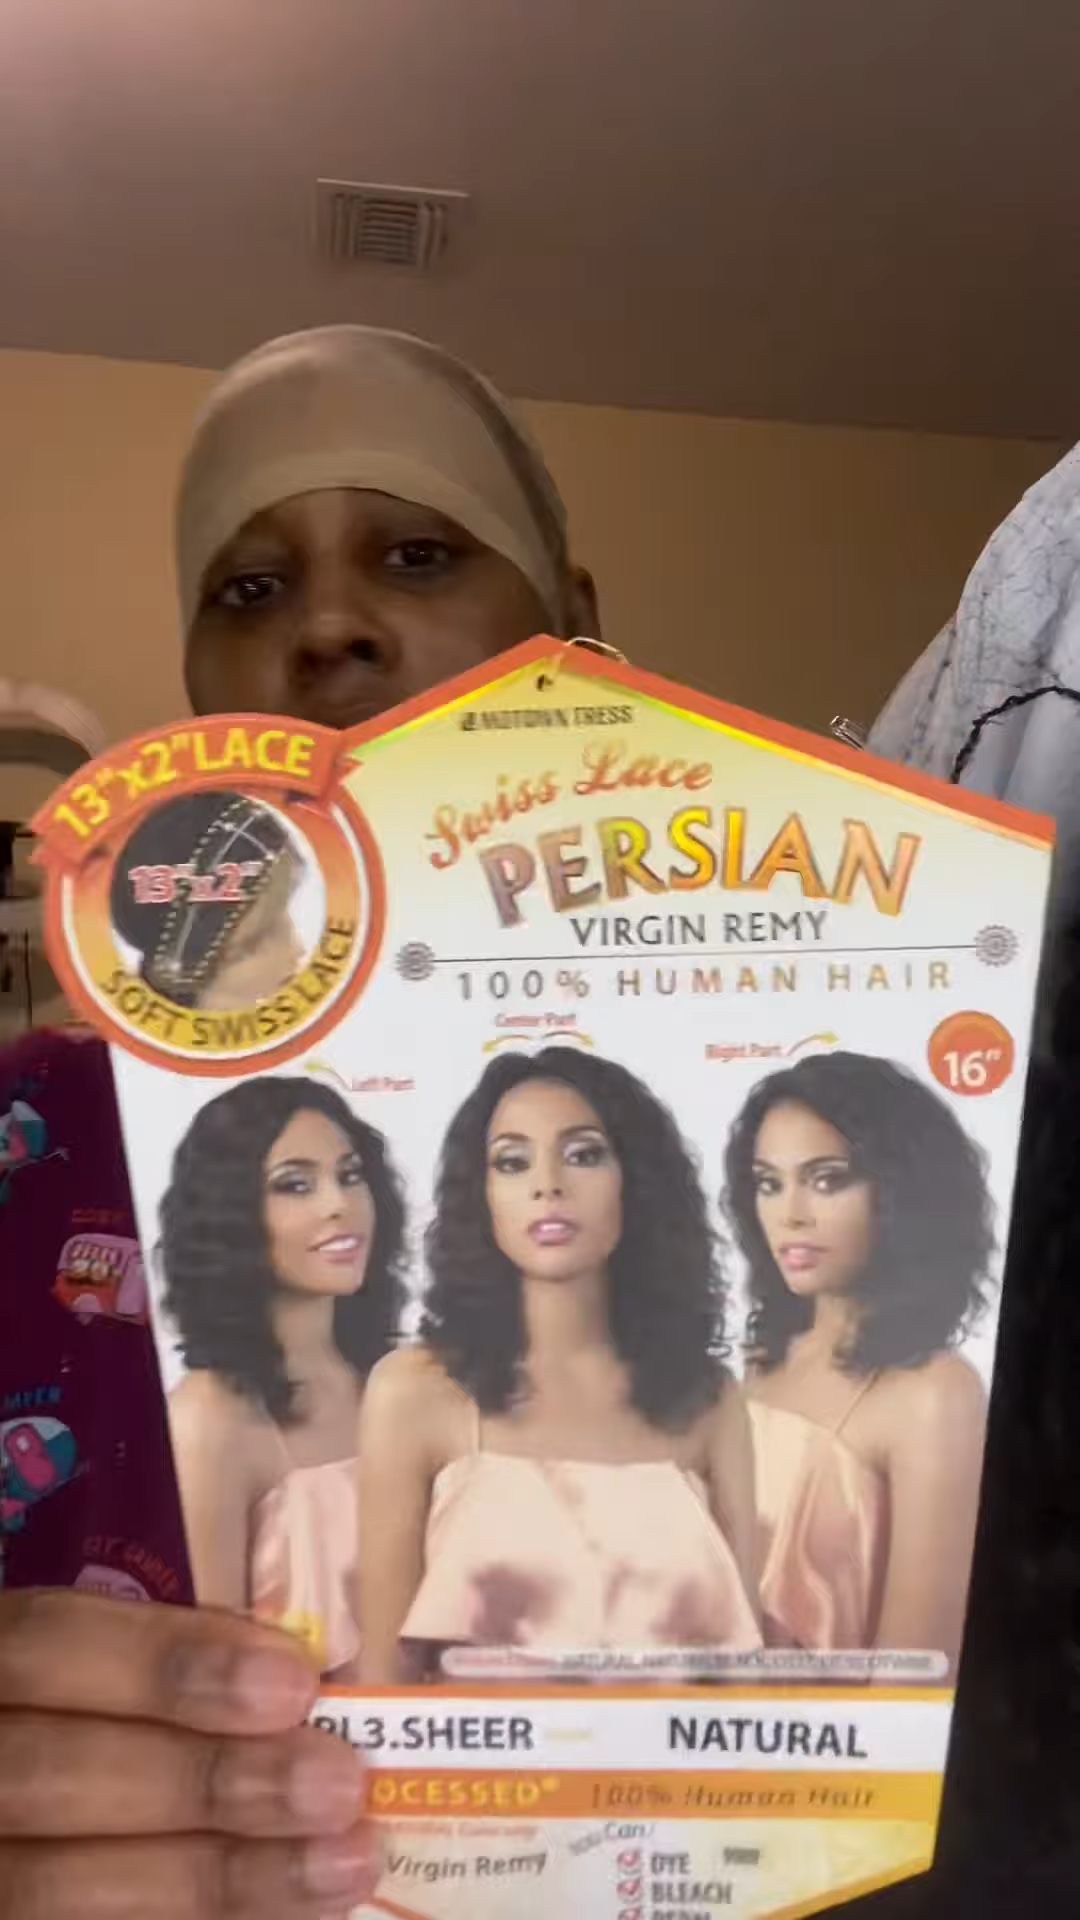 MOTOWN TRESS
13"x2" LACE
13"x2"
SOFT SWISS LACE
Swiss Lace
PERSIAN
VIRGIN REMY
100% HUMAN HAIR
Center Part
Left Part
Right Part
16"
PL3.SHEER
NATURAL
OCESSED
100% Human Hair
Virgin Remy
You Can!
DYE
BLEACH